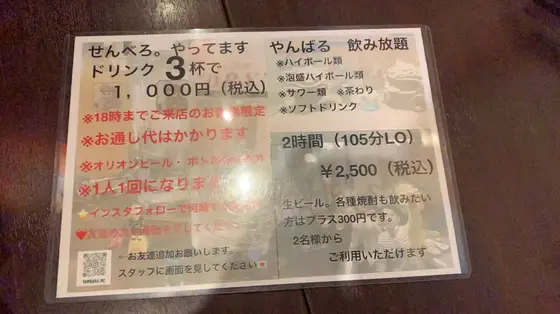 せんべろ。やってます
ドリンク 3杯で
1,000円(税込)
※18時までご来店のお客様限定
※お通し代はかかります
※オリオンビール・ボトル
※1人1回になります
インスタフォローで
←お友達追加お願いします。
スタッフに画面を見してください
やんばる 飲み放題
※ハイボール類
※泡盛ハイボール類
※サワー類 ※茶わり
※ソフトドリンク
2時間(105分LO)
¥2,500(税込)
生ビール。各種焼酎も飲みたい
方はプラス300円です。
2名様から
ご利用いただけます